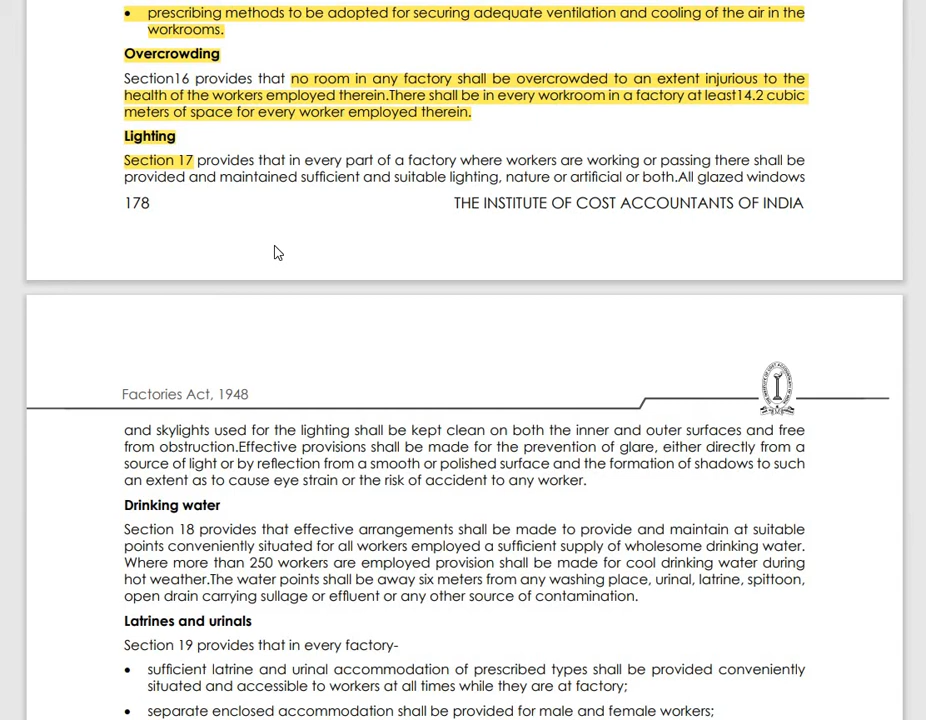 • prescribing methods to be adopted for securing adequate ventilation and cooling of the air in the
workrooms.
Overcrowding
Section16 provides that no room in any factory shall be overcrowded to an extent injurious to the
health of the workers employed therein.There shall be in every workroom in a factory at least14.2 cubic
meters of space for every worker employed therein.
Lighting
Section 17 provides that in every part of a factory where workers are working or passing there shall be
provided and maintained sufficient and suitable lighting, nature or artificial or both.All glazed windows
178 THE INSTITUTE OF COST ACCOUNTANTS OF INDIA
Factories Act, 1948
and skylights used for the lighting shall be kept clean on both the inner and outer surfaces and free
from obstruction.Effective provisions shall be made for the prevention of glare, either directly from a
source of light or by reflection from a smooth or polished surface and the formation of shadows to such
an extent as to cause eye strain or the risk of accident to any worker.
Drinking water
Section 18 provides that effective arrangements shall be made to provide and maintain at suitable
points conveniently situated for all workers employed a sufficient supply of wholesome drinking water.
Where more than 250 workers are employed provision shall be made for cool drinking water during
hot weather.The water points shall be away six meters from any washing place, urinal, latrine, spittoon,
open drain carrying sullage or effluent or any other source of contamination.
Latrines and urinals
Section 19 provides that in every factory-
• sufficient latrine and urinal accommodation of prescribed types shall be provided conveniently
situated and accessible to workers at all times while they are at factory;
• separate enclosed accommodation shall be provided for male and female workers;